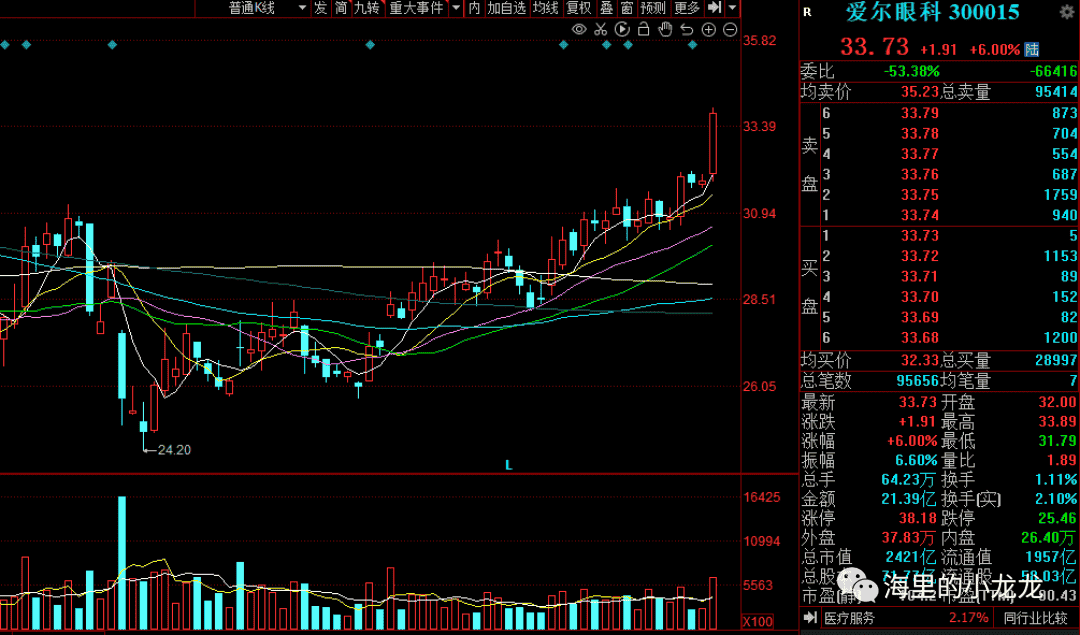 普通K线 发 简 九转 重大事件 内 加自选 均线 复权 叠 窗 预测 更多
35.82
33.39
30.94
28.51
26.05
24.20
L
16425
10994
5563
X100
R 爱尔眼科 300015
33.73 +1.91 +6.00% 陆
委比 -53.38% -66416
均卖价 35.23 总卖量 95414
卖盘
6 33.79 873
5 33.78 704
4 33.77 554
3 33.76 687
2 33.75 1759
1 33.74 940
买盘
1 33.73 5
2 33.72 1153
3 33.71 89
4 33.70 152
5 33.69 82
6 33.68 1200
均买价 32.33 总买量 28997
总笔数 95656 均笔量 7
最新 33.73 开盘 32.00
涨跌 +1.91 最高 33.89
涨幅 +6.00% 最低 31.79
振幅 6.60% 量比 1.89
总手 64.23万 换手 1.11%
金额 21.39亿 换手(实) 2.10%
涨停 38.18 跌停 25.46
外盘 37.83万 内盘 26.40万
总市值 2421亿 流通值 1957亿
总股 流通股 58.03亿
市盈(静)
海里的小龙龙
医疗服务 2.17% 同行业比较